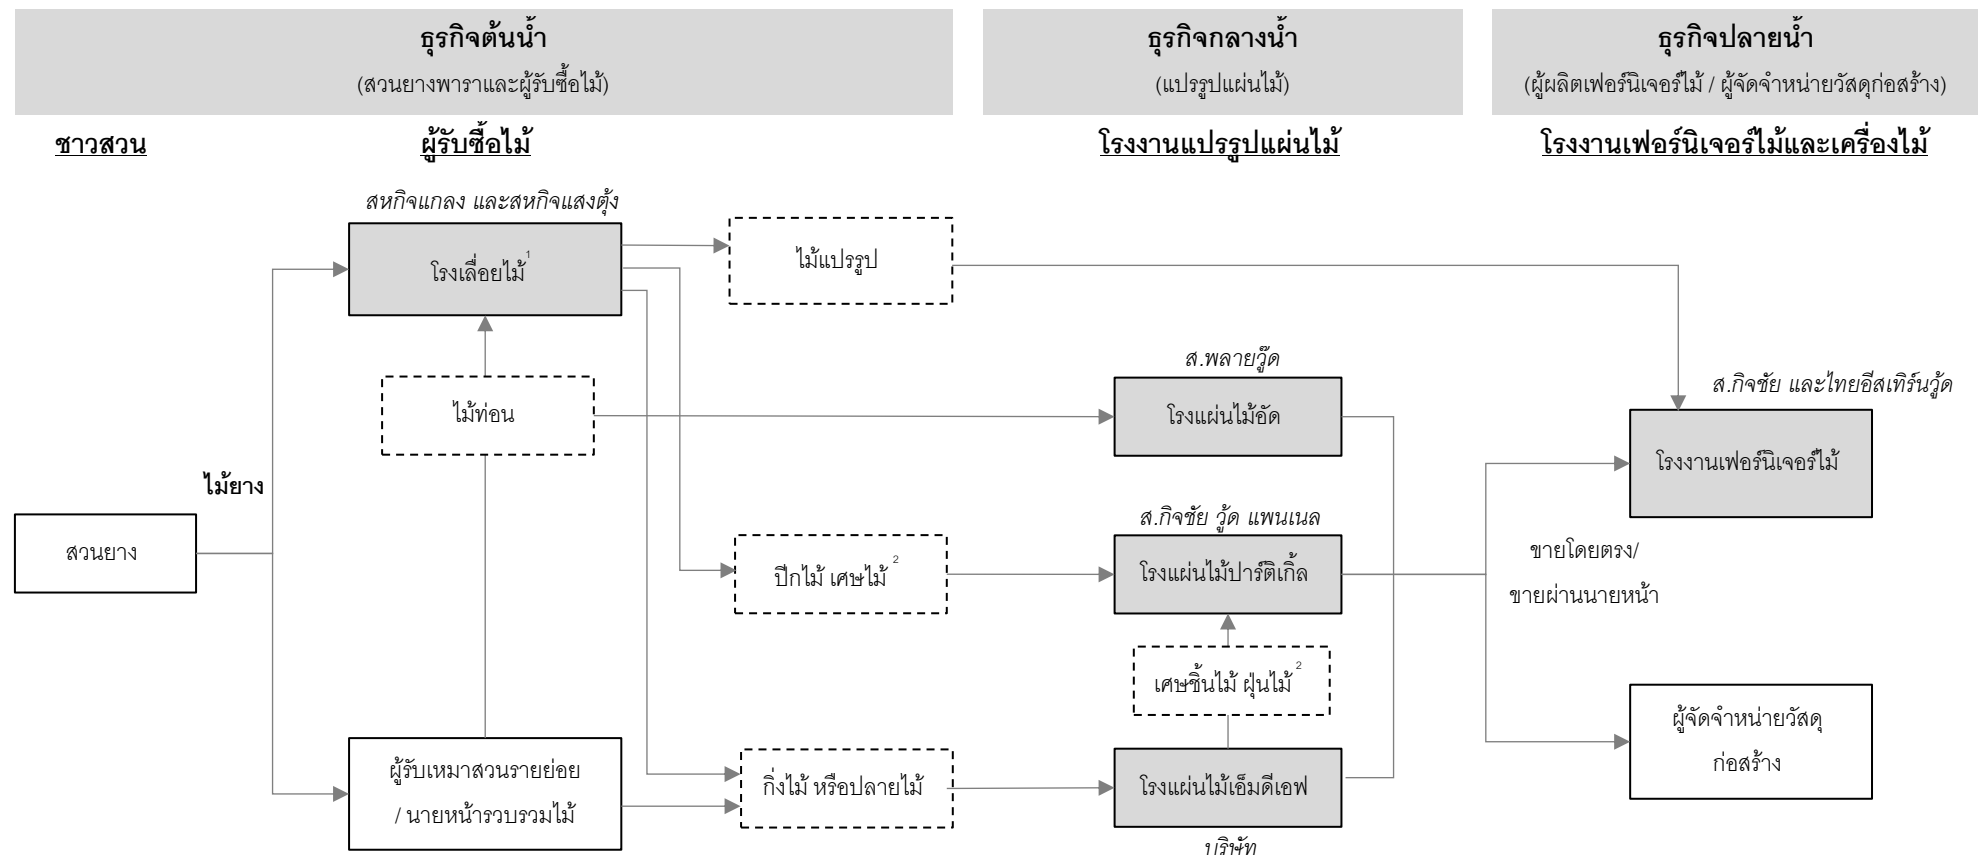 ธุรกิจต้นน้ำ
(สวนยางพาราและผู้รับซื้อไม้)
ธุรกิจกลางน้ำ
(แปรรูปแผ่นไม้)
ธุรกิจปลายน้ำ
(ผู้ผลิตเฟอร์นิเจอร์ไม้ / ผู้จัดจำหน่ายวัสดุก่อสร้าง)
ชาวสวน
ผู้รับซื้อไม้
โรงงานแปรรูปแผ่นไม้
โรงงานเฟอร์นิเจอร์ไม้และเครื่องไม้
สหกิจแกลง และสหกิจแสงตุ้ง
โรงเลื่อยไม้1
ไม้แปรรูป
ส.พลายวู๊ด
ส.กิจชัย และไทยอีสเทิร์นวู้ด
ไม้ท่อน
โรงแผ่นไม้อัด
โรงงานเฟอร์นิเจอร์ไม้
ไม้ยาง
สวนยาง
ส.กิจชัย วู้ด แพนเนล
ปีกไม้ เศษไม้ 2
โรงแผ่นไม้ปาร์ติเกิ้ล
ขายโดยตรง/
ขายผ่านนายหน้า
เศษชิ้นไม้ ฝุ่นไม้ 2
ผู้รับเหมาสวนรายย่อย
/ นายหน้ารวบรวมไม้
กิ่งไม้ หรือปลายไม้
โรงแผ่นไม้เอ็มดีเอฟ
บริษัท
ผู้จัดจำหน่ายวัสดุ
ก่อสร้าง